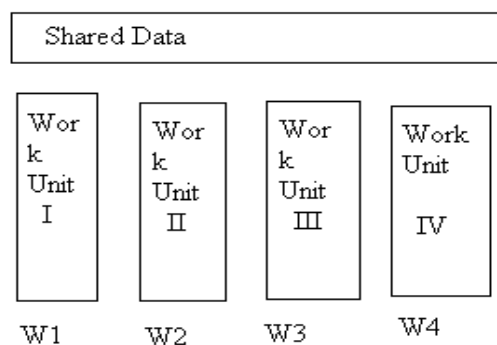 Shared Data
Wor
k
Unit
I
Wor
k
Unit
II
Wor
k
Unit
III
Work
Unit
IV
W1
W2
W3
W4